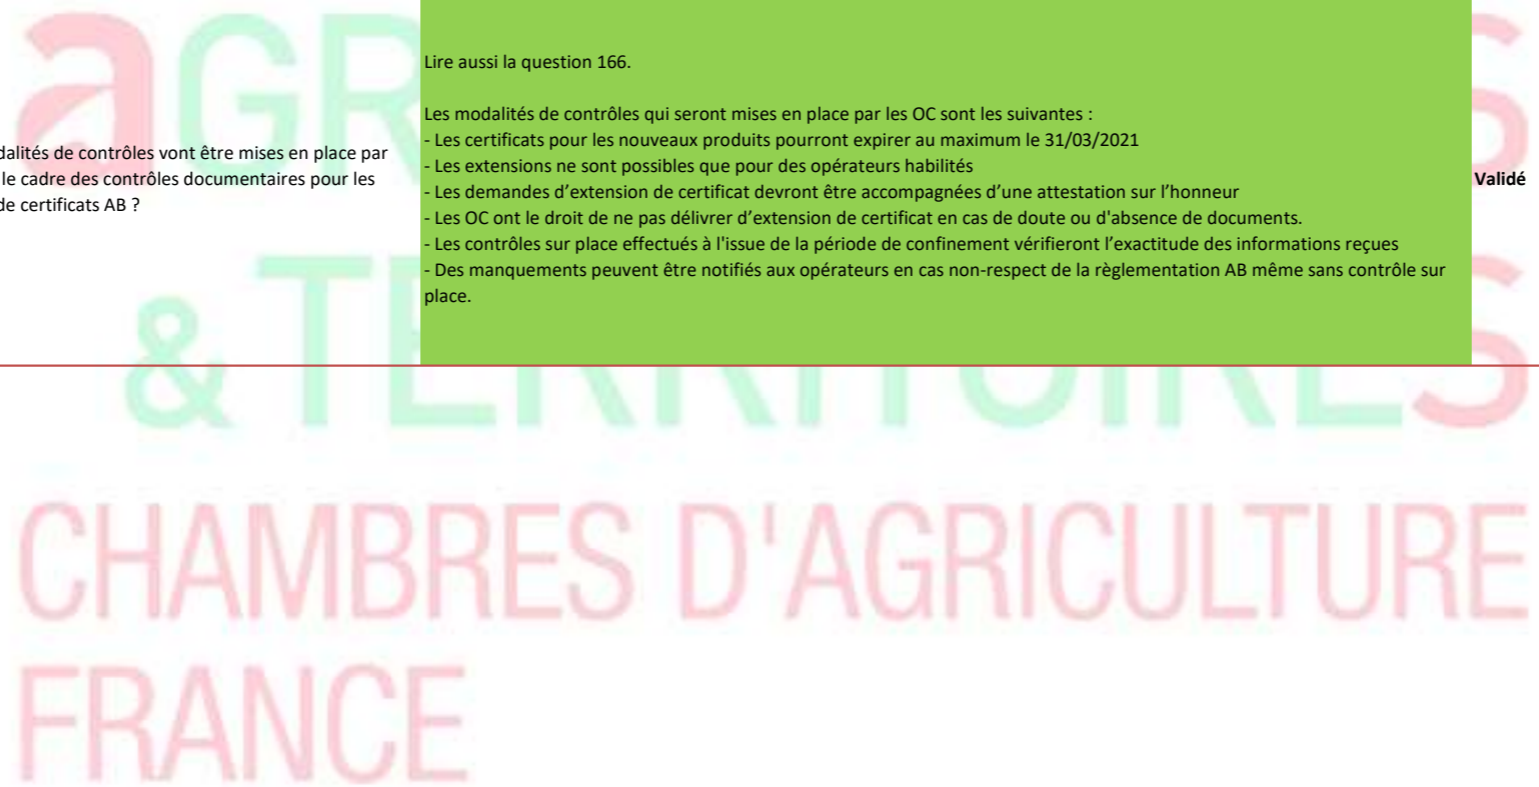 Lire aussi la question 166.
Les modalités de contrôles qui seront mises en place par les OC sont les suivantes :
- Les certificats pour les nouveaux produits pourront expirer au maximum le 31/03/2021
dalités de contrôles vont être mises en place par
- Les extensions ne sont possibles que pour des opérateurs habilités
le cadre des contrôles documentaires pour les
- Les demandes d'extension de certificat devront être accompagnées d'une attestation sur l'honneur
de certificats AB ?
Validé
- Les OC ont le droit de ne pas délivrer d'extension de certificat en cas de doute ou d'absence de documents.
- Les contrôles sur place effectués à l'issue de la période de confinement vérifieront l'exactitude des informations reçues
- Des manquements peuvent être notifiés aux opérateurs en cas non-respect de la règlementation AB même sans contrôle sur
place.
& TERRITOIRES
CHAMBRES D'AGRICULTURE
FRANCE